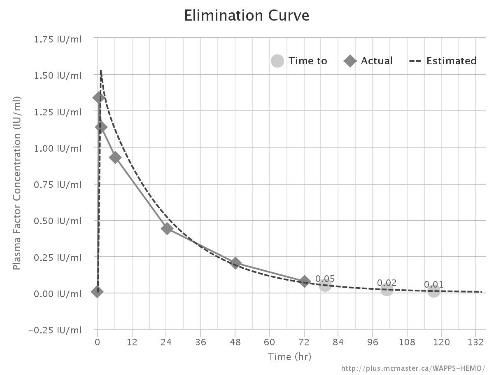 Elimination Curve
1.75 IU/ml
Time to Actual Estimated
1.50 IU/ml
1.25 IU/ml
1.00 IU/ml
0.75 IU/ml
0.50 IU/ml
0.25 IU/ml
0.00 IU/ml
-0.25 IU/ml
Plasma Factor Concentration (IU/ml)
0.05 0.02 0.01
0 12 24 36 48 60 72 84 96 108 120 132
Time (hr)
http://plus.mcmaster.ca/WAPPS-HEMO/